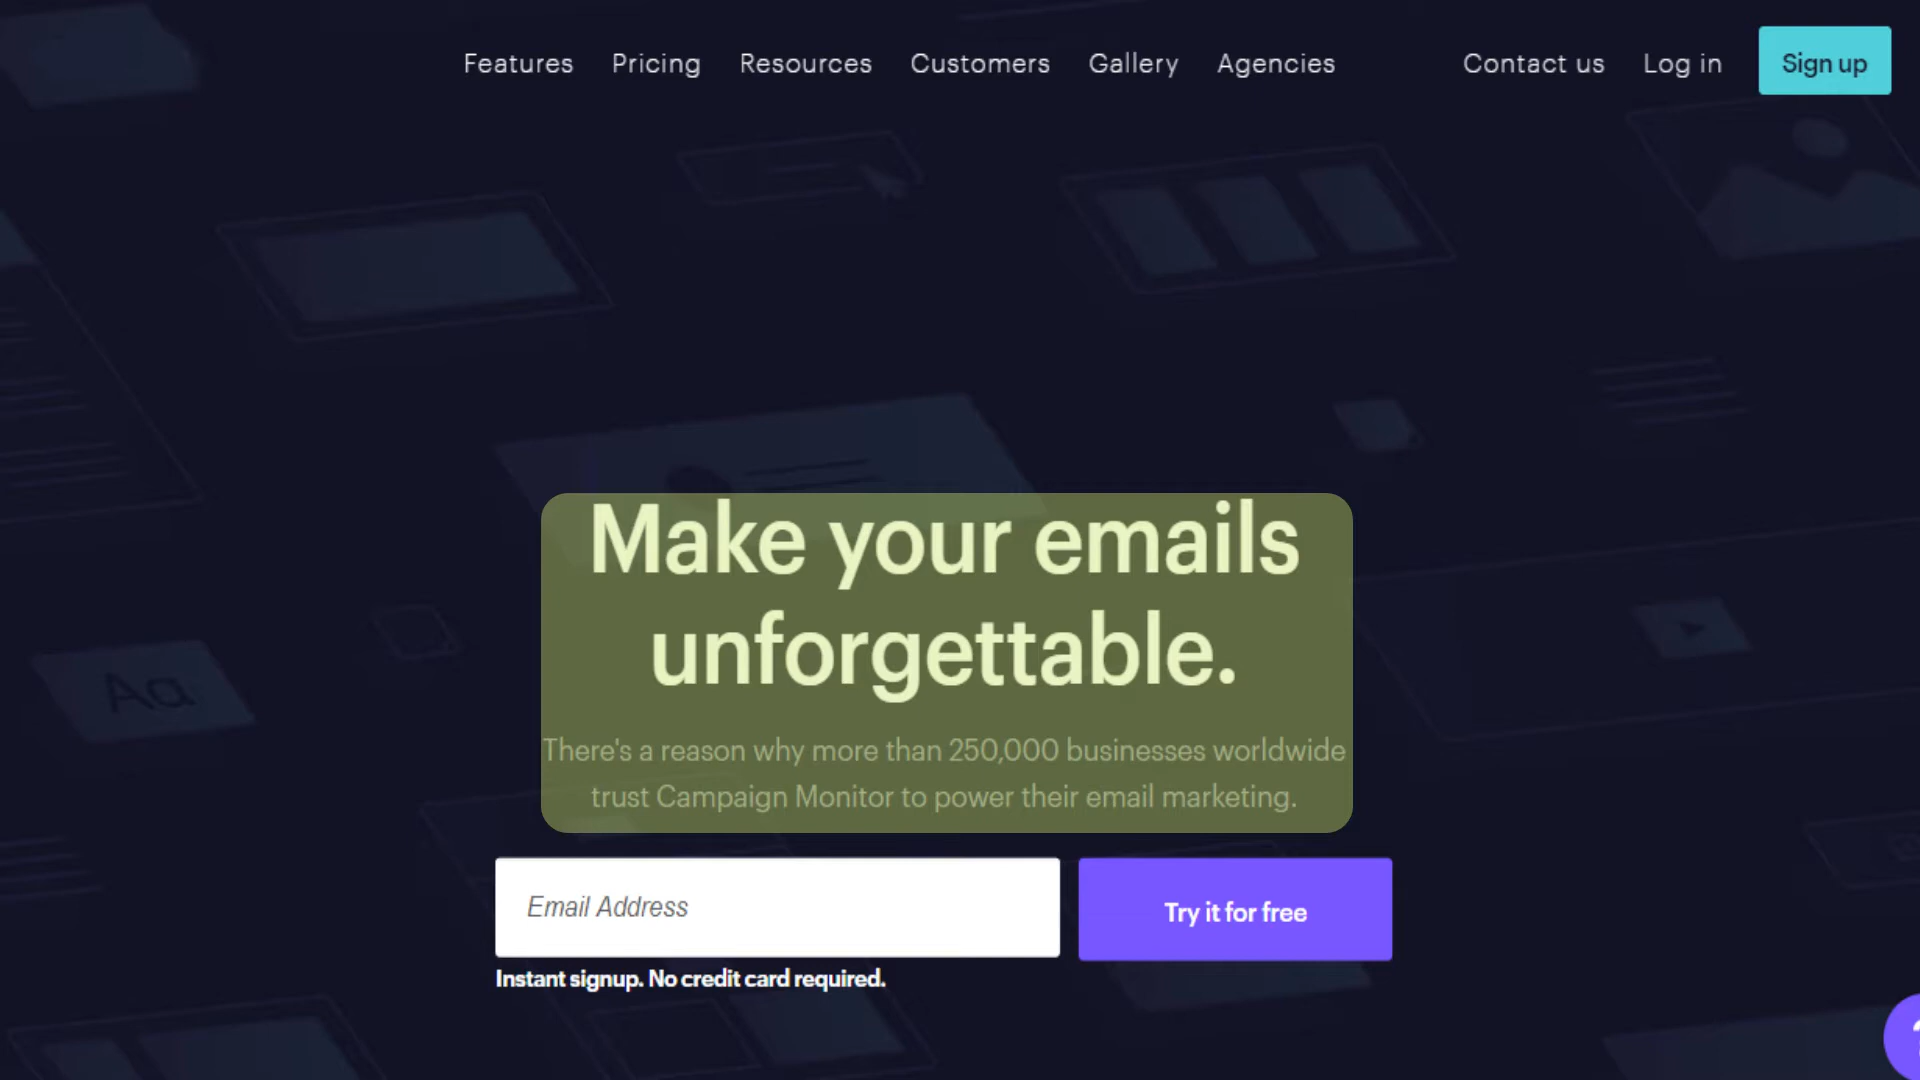 Features Pricing Resources Customers Gallery Agencies Contact us Log in Sign up
Make your emails
unforgettable.
There's a reason why more than 250,000 businesses worldwide
trust Campaign Monitor to power their email marketing.
Email Address
Try it for free
Instant signup. No credit card required.
Aa